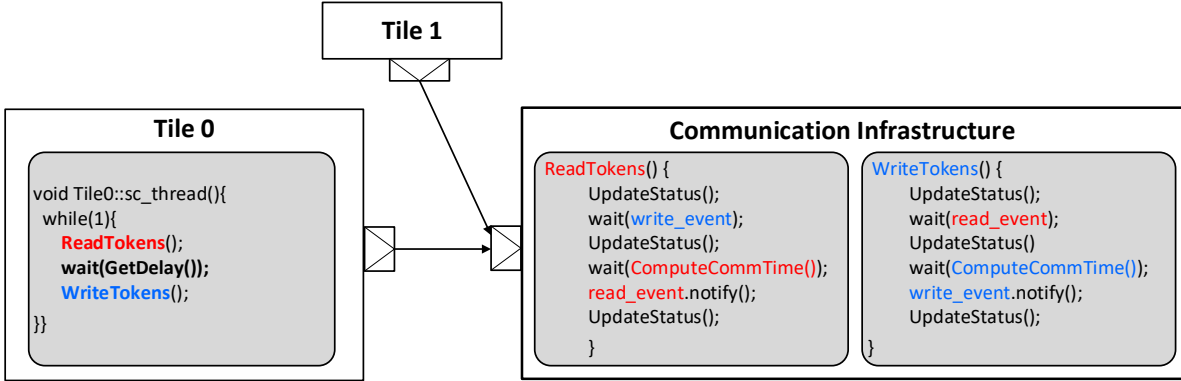 Tile 1
Tile 0
void Tile0::sc_thread(){
while(1){
ReadTokens();
wait(GetDelay());
WriteTokens();
}}
Communication Infrastructure
ReadTokens() {
UpdateStatus();
wait(write_event);
UpdateStatus();
wait(ComputeCommTime());
read_event.notify();
UpdateStatus();
}
WriteTokens() {
UpdateStatus();
wait(read_event);
UpdateStatus()
wait(ComputeCommTime());
write_event.notify();
UpdateStatus();
}